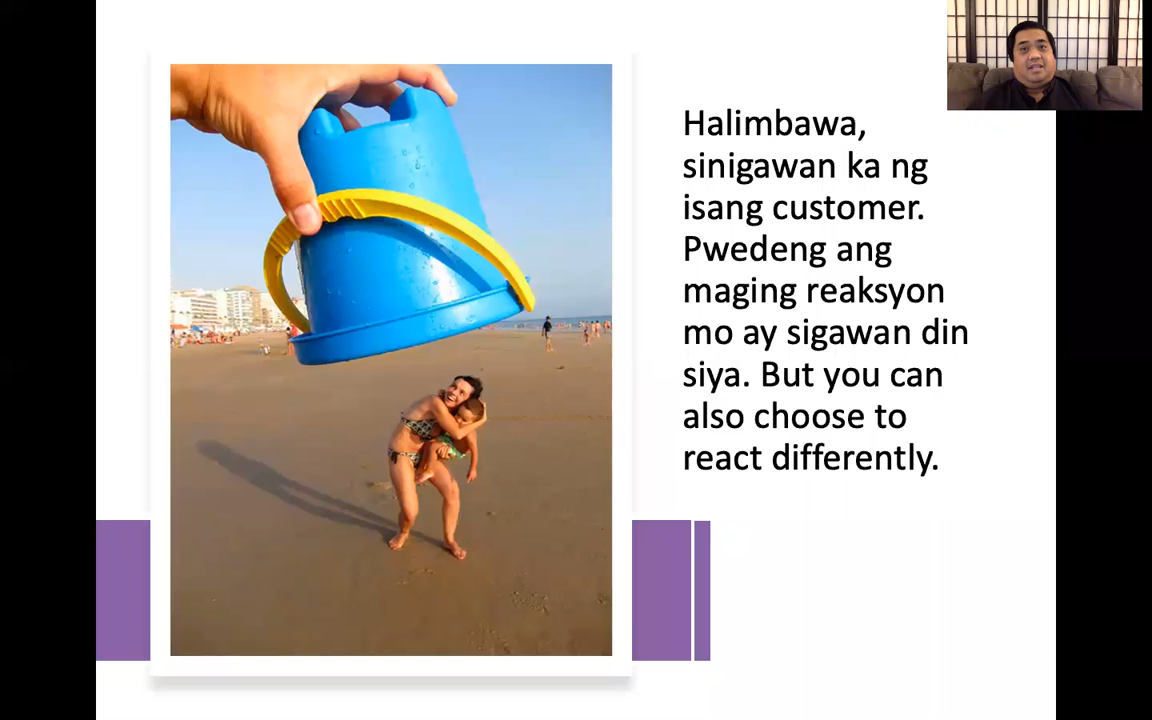 Halimbawa,
sinigawan ka ng
isang customer.
Pwedeng ang
maging reaksyon
mo ay sigawan din
siya. But you can
also choose to
react differently.